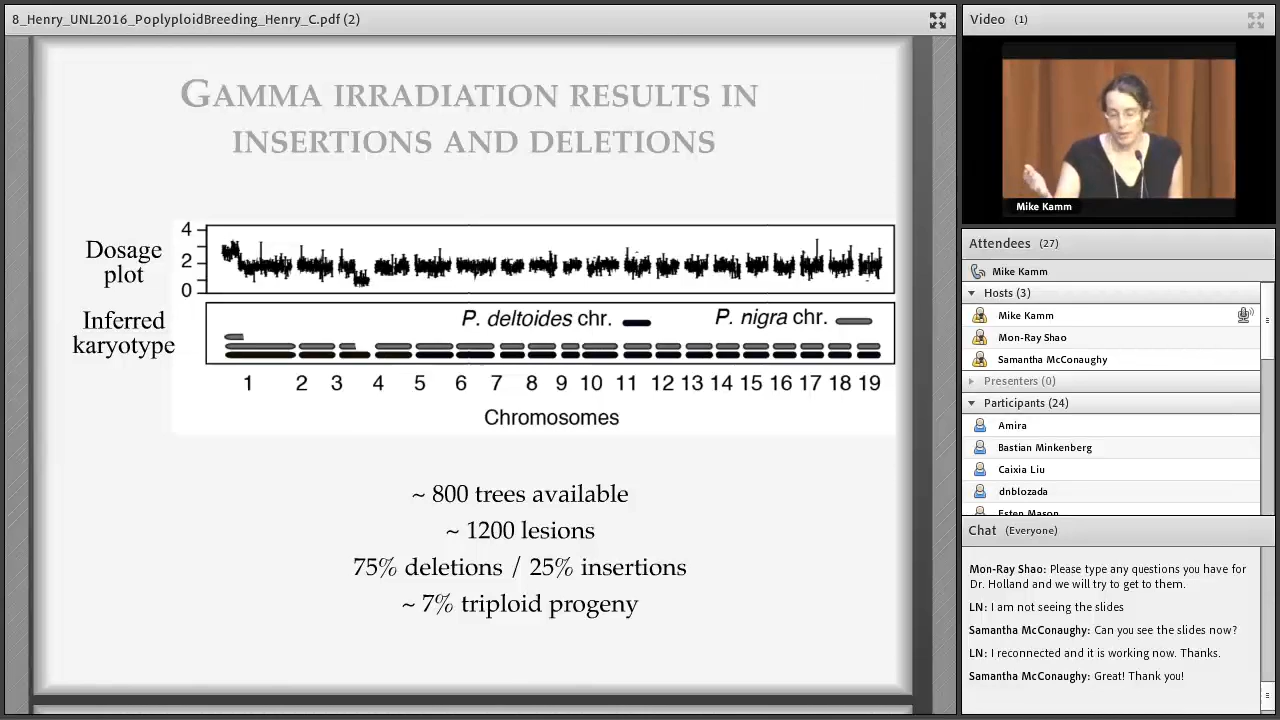 8_Henry_UNL2016_PoplyploidBreeding_Henry_C.pdf (2)
GAMMA IRRADIATION RESULTS IN
INSERTIONS AND DELETIONS
Dosage
plot
4
2
0
Inferred
karyotype
P. deltoides chr.
P. nigra chr.
1 2 3 4 5 6 7 8 9 10 11 12 13 14 15 16 17 18 19
Chromosomes
~ 800 trees available
~ 1200 lesions
75% deletions / 25% insertions
~ 7% triploid progeny
Video (1)
Mike Kamm
Attendees (27)
Mike Kamm
Hosts (3)
Mike Kamm
Mon-Ray Shao
Samantha McConaughy
Presenters (0)
Participants (24)
Amira
Bastian Minkenberg
Caixia Liu
dnblozada
Esten Mason
Chat (Everyone)
Mon-Ray Shao: Please type any questions you have for
Dr. Holland and we will try to get to them.
LN: I am not seeing the slides
Samantha McConaughy: Can you see the slides now?
LN: I reconnected and it is working now. Thanks.
Samantha McConaughy: Great! Thank you!